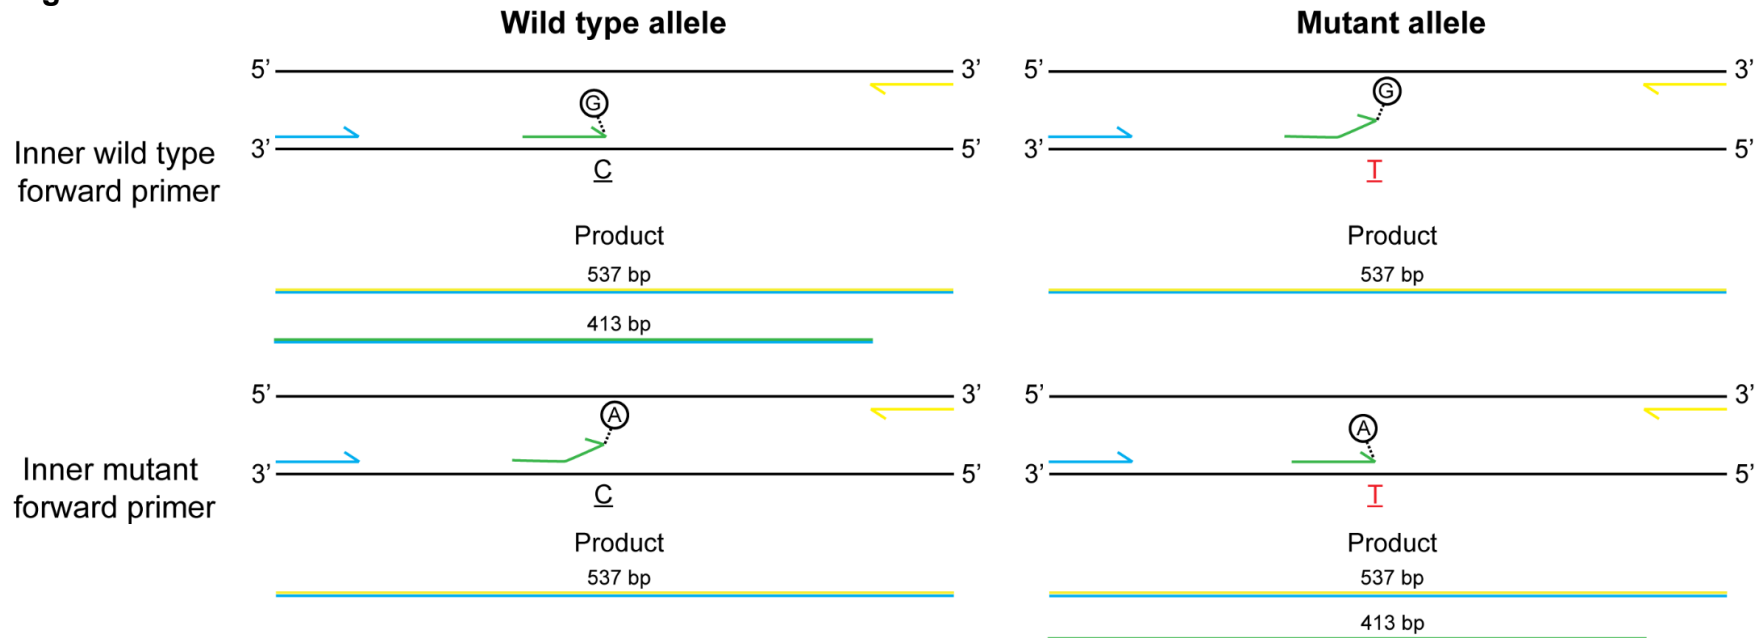 Wild type allele
Mutant allele
5’ 3’ 5’ 3’
G G
Inner wild type
forward primer
3’ 5’ 3’ 5’
C T
Product Product
537 bp 537 bp
413 bp
5’ 3’ 5’ 3’
A A
Inner mutant
forward primer
3’ 5’ 3’ 5’
C T
Product Product
537 bp 537 bp
413 bp